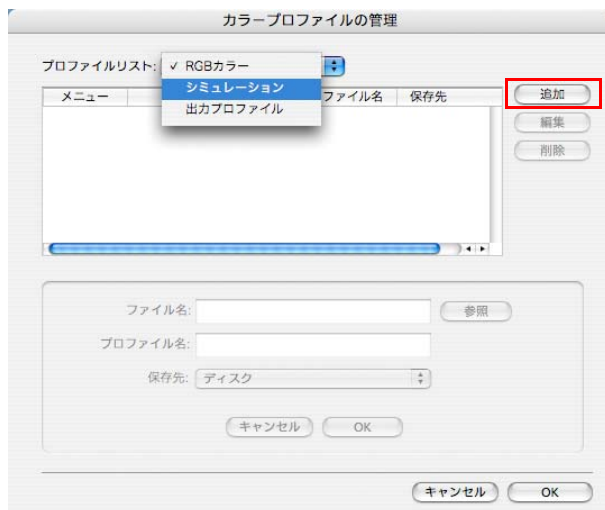 カラープロファイルの管理
プロファイルリスト: ✓ RGBカラー
シミュレーション
出力プロファイル
メニュー ファイル名 保存先
追加
編集
削除
ファイル名: 参照
プロファイル名:
保存先: ディスク
キャンセル OK
キャンセル OK